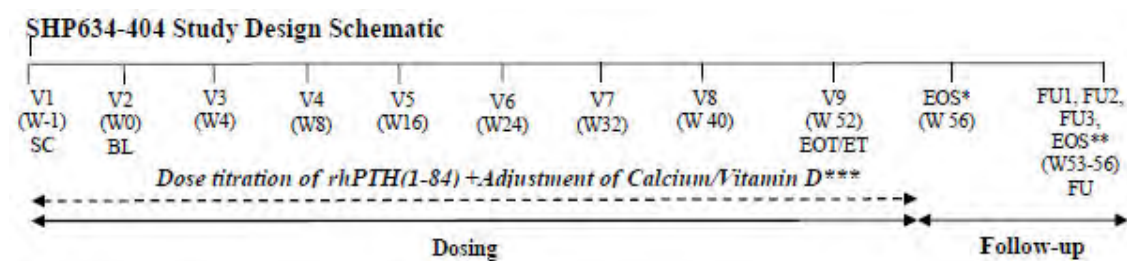 SHP634-404 Study Design Schematic
V1 V2 V3 V4 V5 V6 V7 V8 V9 EOS* FU1, FU2,
(W-1) (W0) (W4) (W8) (W16) (W24) (W32) (W 40) (W 52) (W 56) FU3,
SC BL EOT/ET EOS**
(W53-56)
Dose titration of rhPTH(1-84) +Adjustment of Calcium/Vitamin D***
FU
Dosing Follow-up